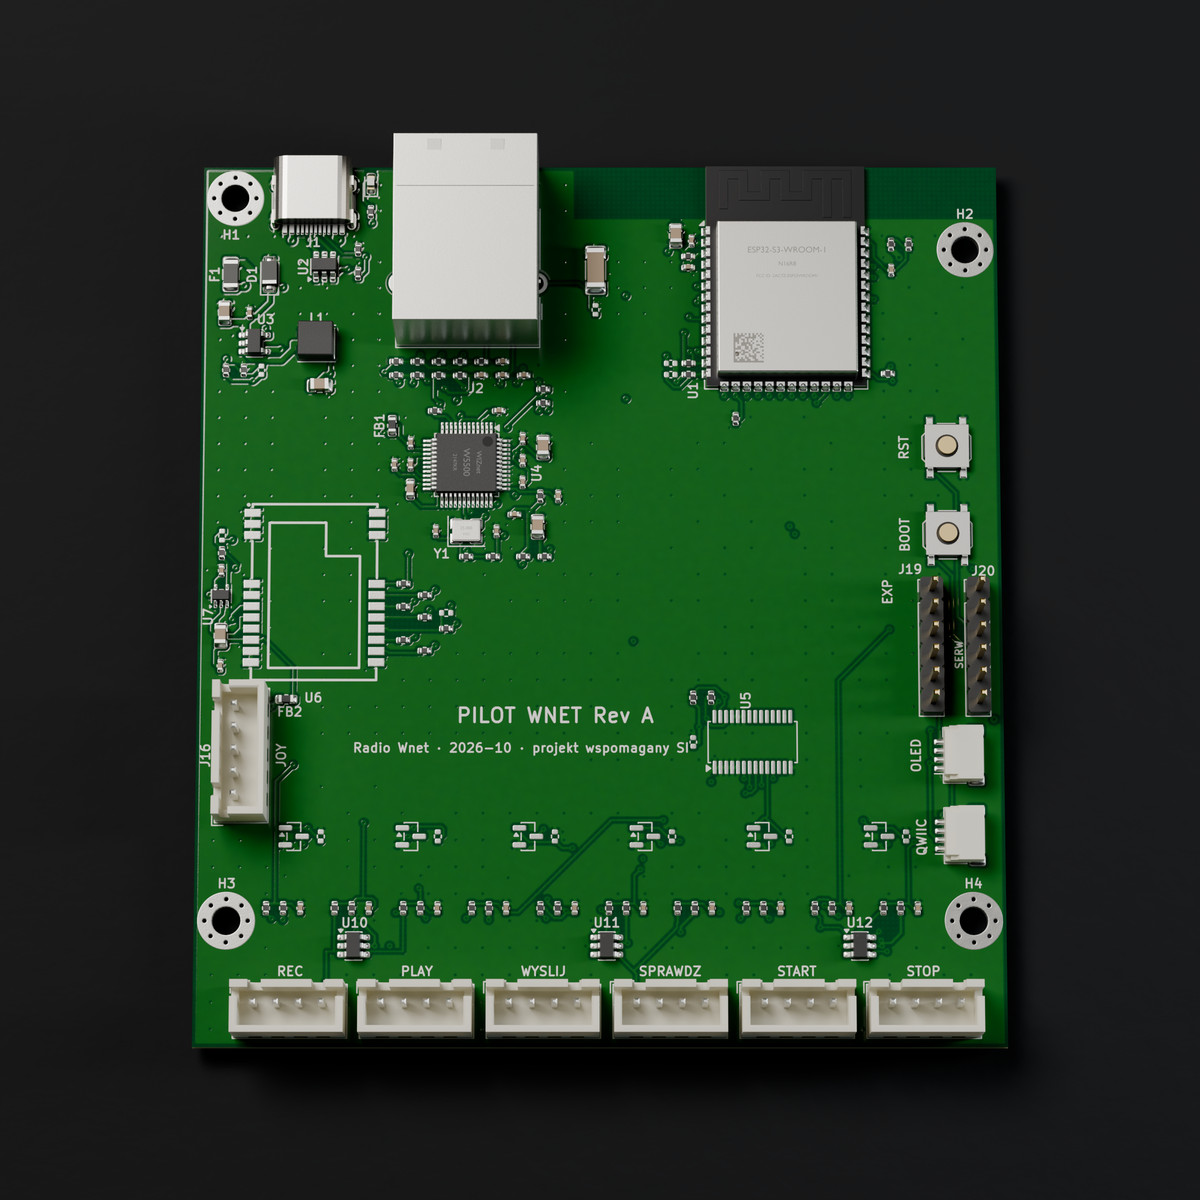 H1
J1
U2
F1
D1
U3
L1
J2
FB1
WIZnet
W5500
U4
Y1
ESP32-S3-WROOM-1
U1
H2
RST
BOOT
J19
J20
EXP
SERW
U7
U6
FB2
J16
JOY
PILOT WNET Rev A
Radio Wnet · 2026-10 · projekt wspomagany SI
U5
OLED
QWIIC
H3
H4
U10
U11
U12
REC
PLAY
WYSLIJ
SPRAWDZ
START
STOP